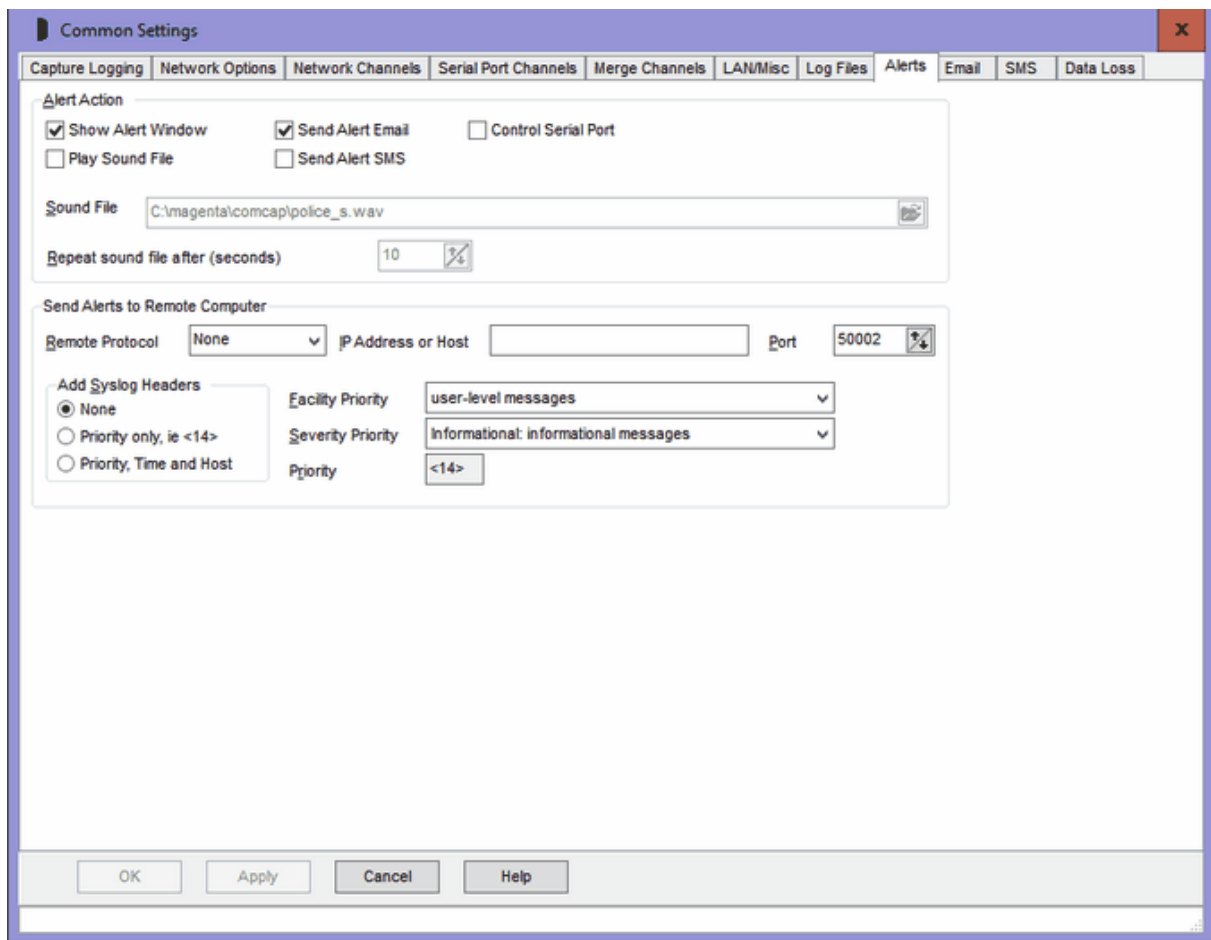 Common Settings
x
Capture Logging Network Options Network Channels Serial Port Channels Merge Channels LAN/Misc Log Files Alerts Email SMS Data Loss
Alert Action
Show Alert Window Send Alert Email Control Serial Port
Play Sound File Send Alert SMS
Sound File C:\magenta\comcap\police_s.wav
Repeat sound file after (seconds) 10
Send Alerts to Remote Computer
Remote Protocol None IP Address or Host Port 50002
Add Syslog Headers
None
Priority only, ie <14>
Priority, Time and Host
Facility Priority user-level messages
Severity Priority Informational: informational messages
Priority <14>
OK Apply Cancel Help